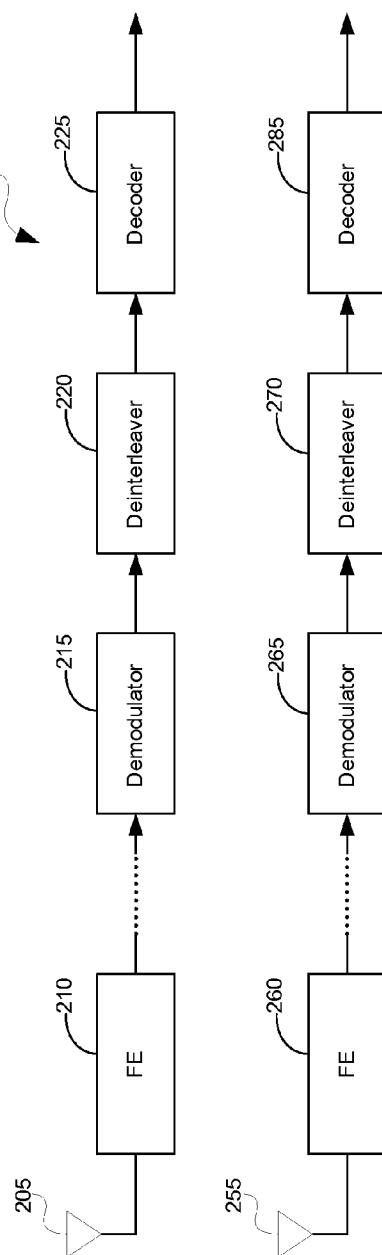 205
210
FE
215
Demodulator
220
Deinterleaver
225
Decoder
255
260
FE
265
Demodulator
270
Deinterleaver
285
Decoder